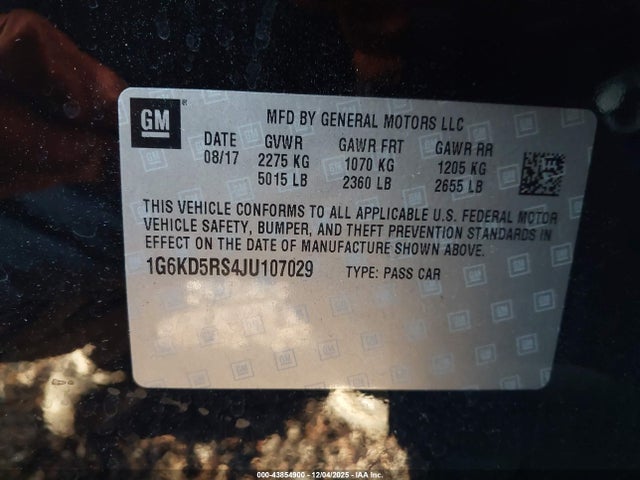 GM
MFD BY GENERAL MOTORS LLC
DATE GVWR GAWR FRT GAWR RR
08/17 2275 KG 1070 KG 1205 KG
5015 LB 2360 LB 2655 LB
THIS VEHICLE CONFORMS TO ALL APPLICABLE U.S. FEDERAL MOTOR
VEHICLE SAFETY, BUMPER, AND THEFT PREVENTION STANDARDS IN
EFFECT ON THE DATE OF MANUFACTURE SHOWN ABOVE.
1G6KD5RS4JU107029 TYPE: PASS CAR
000-43854900 - 12/04/2025 - IAA Inc.